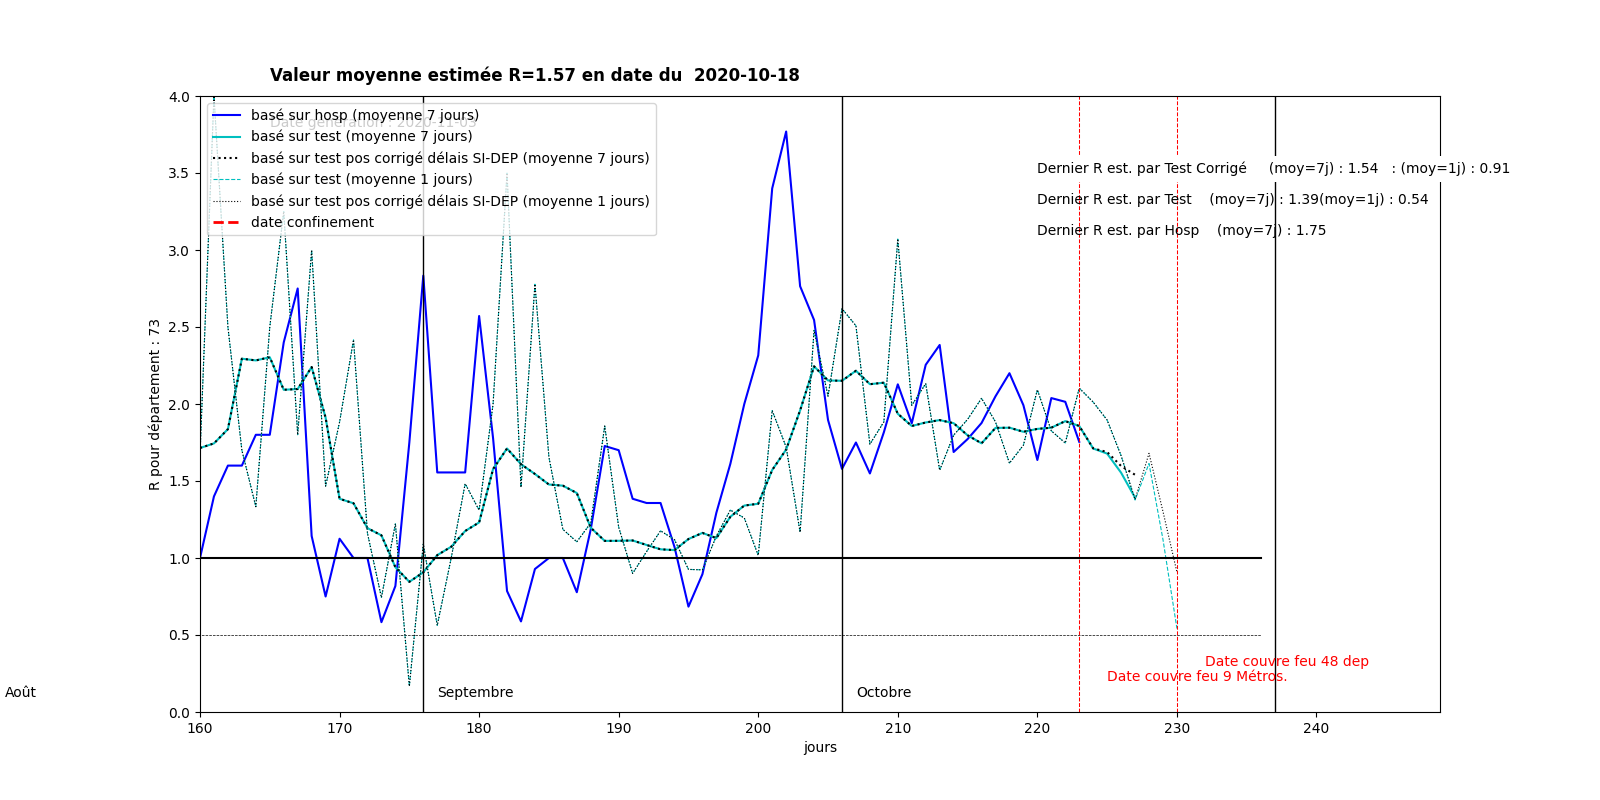 Valeur moyenne estimée R=1.57 en date du  2020-10-18
4.0
3.5
3.0
2.5
2.0
1.5
1.0
0.5
0.0
R pour département : 73
basé sur hosp (moyenne 7 jours)
Date génération : 2020-11-03
basé sur test (moyenne 7 jours)
basé sur test pos corrigé délais SI-DEP (moyenne 7 jours)
basé sur test (moyenne 1 jours)
basé sur test pos corrigé délais SI-DEP (moyenne 1 jours)
date confinement
Dernier R est. par Test Corrigé     (moy=7j) : 1.54   : (moy=1j) : 0.91
Dernier R est. par Test    (moy=7j) : 1.39(moy=1j) : 0.54
Dernier R est. par Hosp    (moy=7j) : 1.75
Date couvre feu 48 dep
Date couvre feu 9 Métros.
Août
Septembre
Octobre
160 170 180 190 200 210 220 230 240
jours